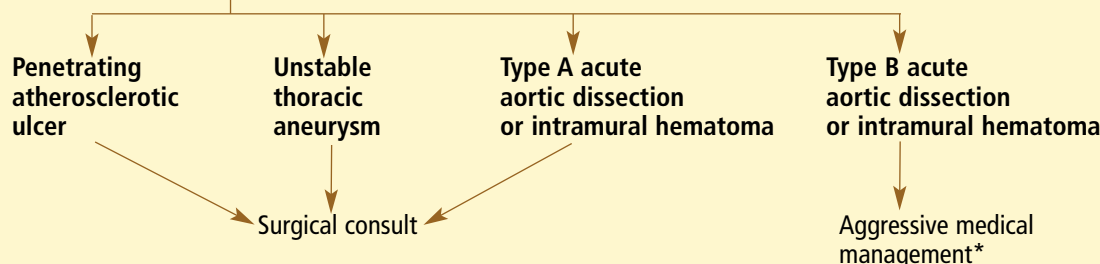 Penetrating
atherosclerotic
ulcer
Unstable
thoracic
aneurysm
Type A acute
aortic dissection
or intramural hematoma
Type B acute
aortic dissection
or intramural hematoma
Surgical consult
Aggressive medical
management*